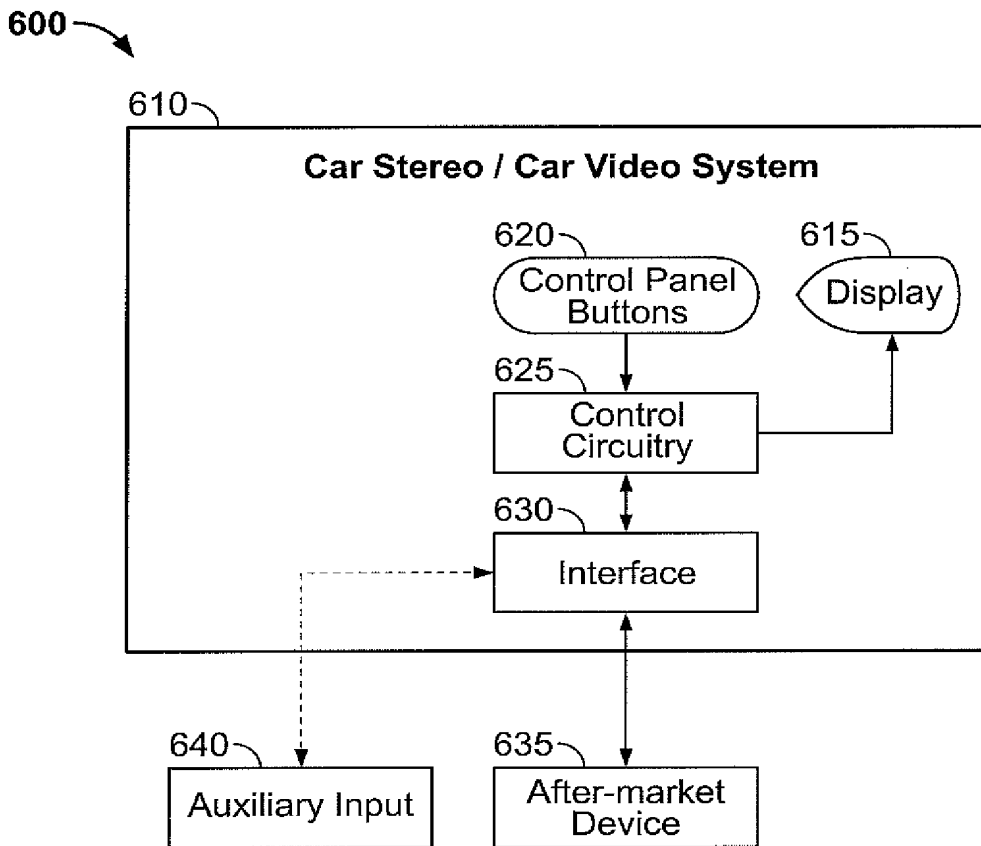 600
610
Car Stereo / Car Video System
620
615
Control Panel
Buttons
Display
625
Control
Circuitry
630
Interface
640
635
Auxiliary Input
After-market
Device